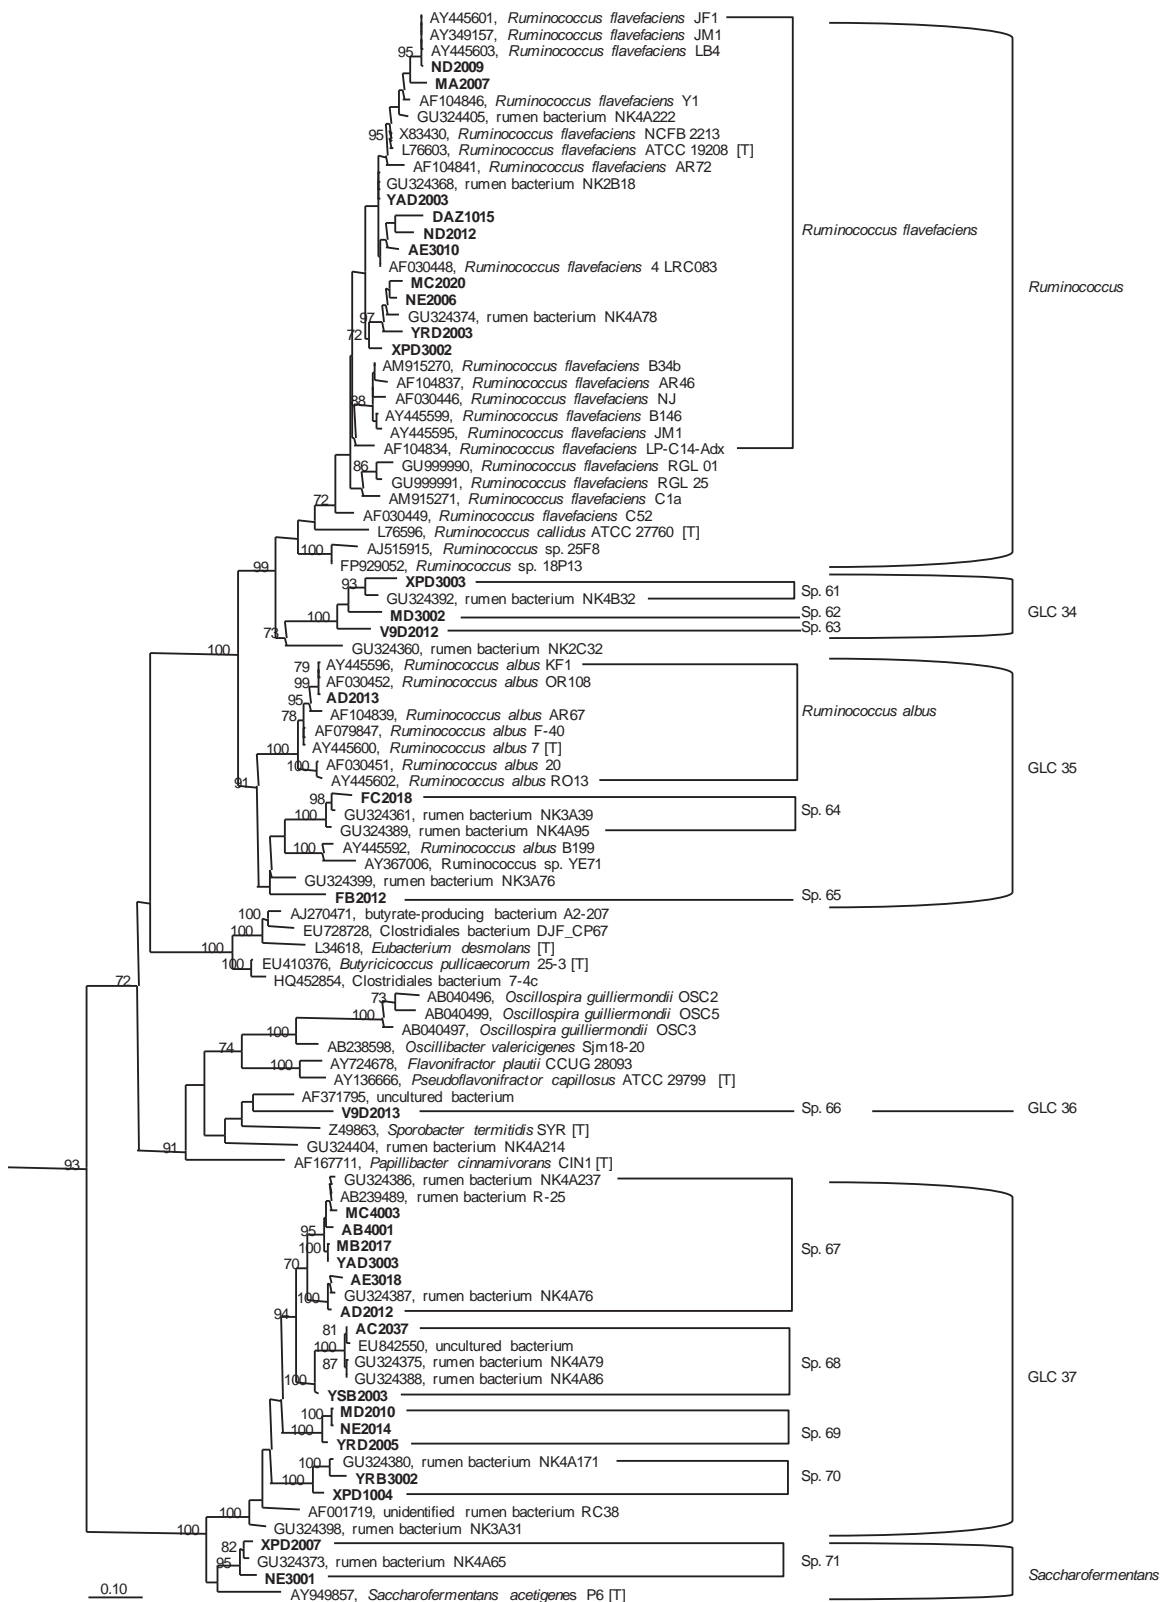 AY445601, Ruminococcus flavefaciens JF1
AY349157, Ruminococcus flavefaciens JM1
AY445603, Ruminococcus flavefaciens LB4
95
ND2009
MA2007
AF104846, Ruminococcus flavefaciens Y1
GU324405, rumen bacterium NK4A222
95
X83430, Ruminococcus flavefaciens NCFB 2213
L76603, Ruminococcus flavefaciens ATCC 19208 [T]
AF104841, Ruminococcus flavefaciens AR72
GU324368, rumen bacterium NK2B18
YAD2003
DAZ1015
ND2012
Ruminococcus flavefaciens
AE3010
AF030448, Ruminococcus flavefaciens 4 LRC083
MC2020
Ruminococcus
NE2006
97
GU324374, rumen bacterium NK4A78
YRD2003
72
XPD3002
AM915270, Ruminococcus flavefaciens B34b
AF104837, Ruminococcus flavefaciens AR46
88
AF030446, Ruminococcus flavefaciens NJ
AY445599, Ruminococcus flavefaciens B146
AY445595, Ruminococcus flavefaciens JM1
AF104834, Ruminococcus flavefaciens LP-C14-Adx
86
GU999990, Ruminococcus flavefaciens RGL 01
GU999991, Ruminococcus flavefaciens RGL 25
72
AM915271, Ruminococcus flavefaciens C1a
AF030449, Ruminococcus flavefaciens C52
L76596, Ruminococcus callidus ATCC 27760 [T]
100
AJ515915, Ruminococcus sp. 25F8
99
FP929052, Ruminococcus sp. 18P13
93
XPD3003
Sp. 61
GU324392, rumen bacterium NK4B32
100
MD3002
Sp. 62
GLC 34
73
V9D2012
Sp. 63
100
GU324360, rumen bacterium NK2C32
79
AY445596, Ruminococcus albus KF1
99
AF030452, Ruminococcus albus OR108
95
AD2013
78
AF104839, Ruminococcus albus AR67
Ruminococcus albus
AF079847, Ruminococcus albus F-40
100
AY445600, Ruminococcus albus 7 [T]
100
AF030451, Ruminococcus albus 20
GLC 35
91
AY445602, Ruminococcus albus RO13
98
FC2018
100
GU324361, rumen bacterium NK3A39
Sp. 64
GU324389, rumen bacterium NK4A95
100
AY445592, Ruminococcus albus B199
AY367006, Ruminococcus sp. YE71
GU324399, rumen bacterium NK3A76
FB2012
Sp. 65
100
AJ270471, butyrate-producing bacterium A2-207
100
EU728728, Clostridiales bacterium DJF_CP67
100
L34618, Eubacterium desmolans [T]
100
EU410376, Butyricicoccus pullicaecorum 25-3 [T]
72
HQ452854, Clostridiales bacterium 7-4c
73
AB040496, Oscillospira guilliermondii OSC2
100
AB040499, Oscillospira guilliermondii OSC5
100
AB040497, Oscillospira guilliermondii OSC3
74
AB238598, Oscillibacter valericigenes Sjm18-20
100
AY724678, Flavonifractor plautii CCUG 28093
AY136666, Pseudoflavonifractor capillosus ATCC 29799 [T]
AF371795, uncultured bacterium
V9D2013
Sp. 66
GLC 36
Z49863, Sporobacter termitidis SYR [T]
91
GU324404, rumen bacterium NK4A214
93
AF167711, Papillibacter cinnamivorans CIN1 [T]
GU324386, rumen bacterium NK4A237
AB239489, rumen bacterium R-25
MC4003
95
AB4001
100
MB2017
Sp. 67
70
YAD3003
AE3018
100
GU324387, rumen bacterium NK4A76
94
AD2012
81
AC2037
100
EU842550, uncultured bacterium
87
GU324375, rumen bacterium NK4A79
Sp. 68
100
GU324388, rumen bacterium NK4A86
GLC 37
YSB2003
100
MD2010
100
NE2014
Sp. 69
YRD2005
100
GU324380, rumen bacterium NK4A171
100
YRB3002
Sp. 70
XPD1004
100
AF001719, unidentified rumen bacterium RC38
100
GU324398, rumen bacterium NK3A31
82
XPD2007
95
GU324373, rumen bacterium NK4A65
Sp. 71
NE3001
Saccharofermentans
0.10
AY949857, Saccharofermentans acetigenes P6 [T]